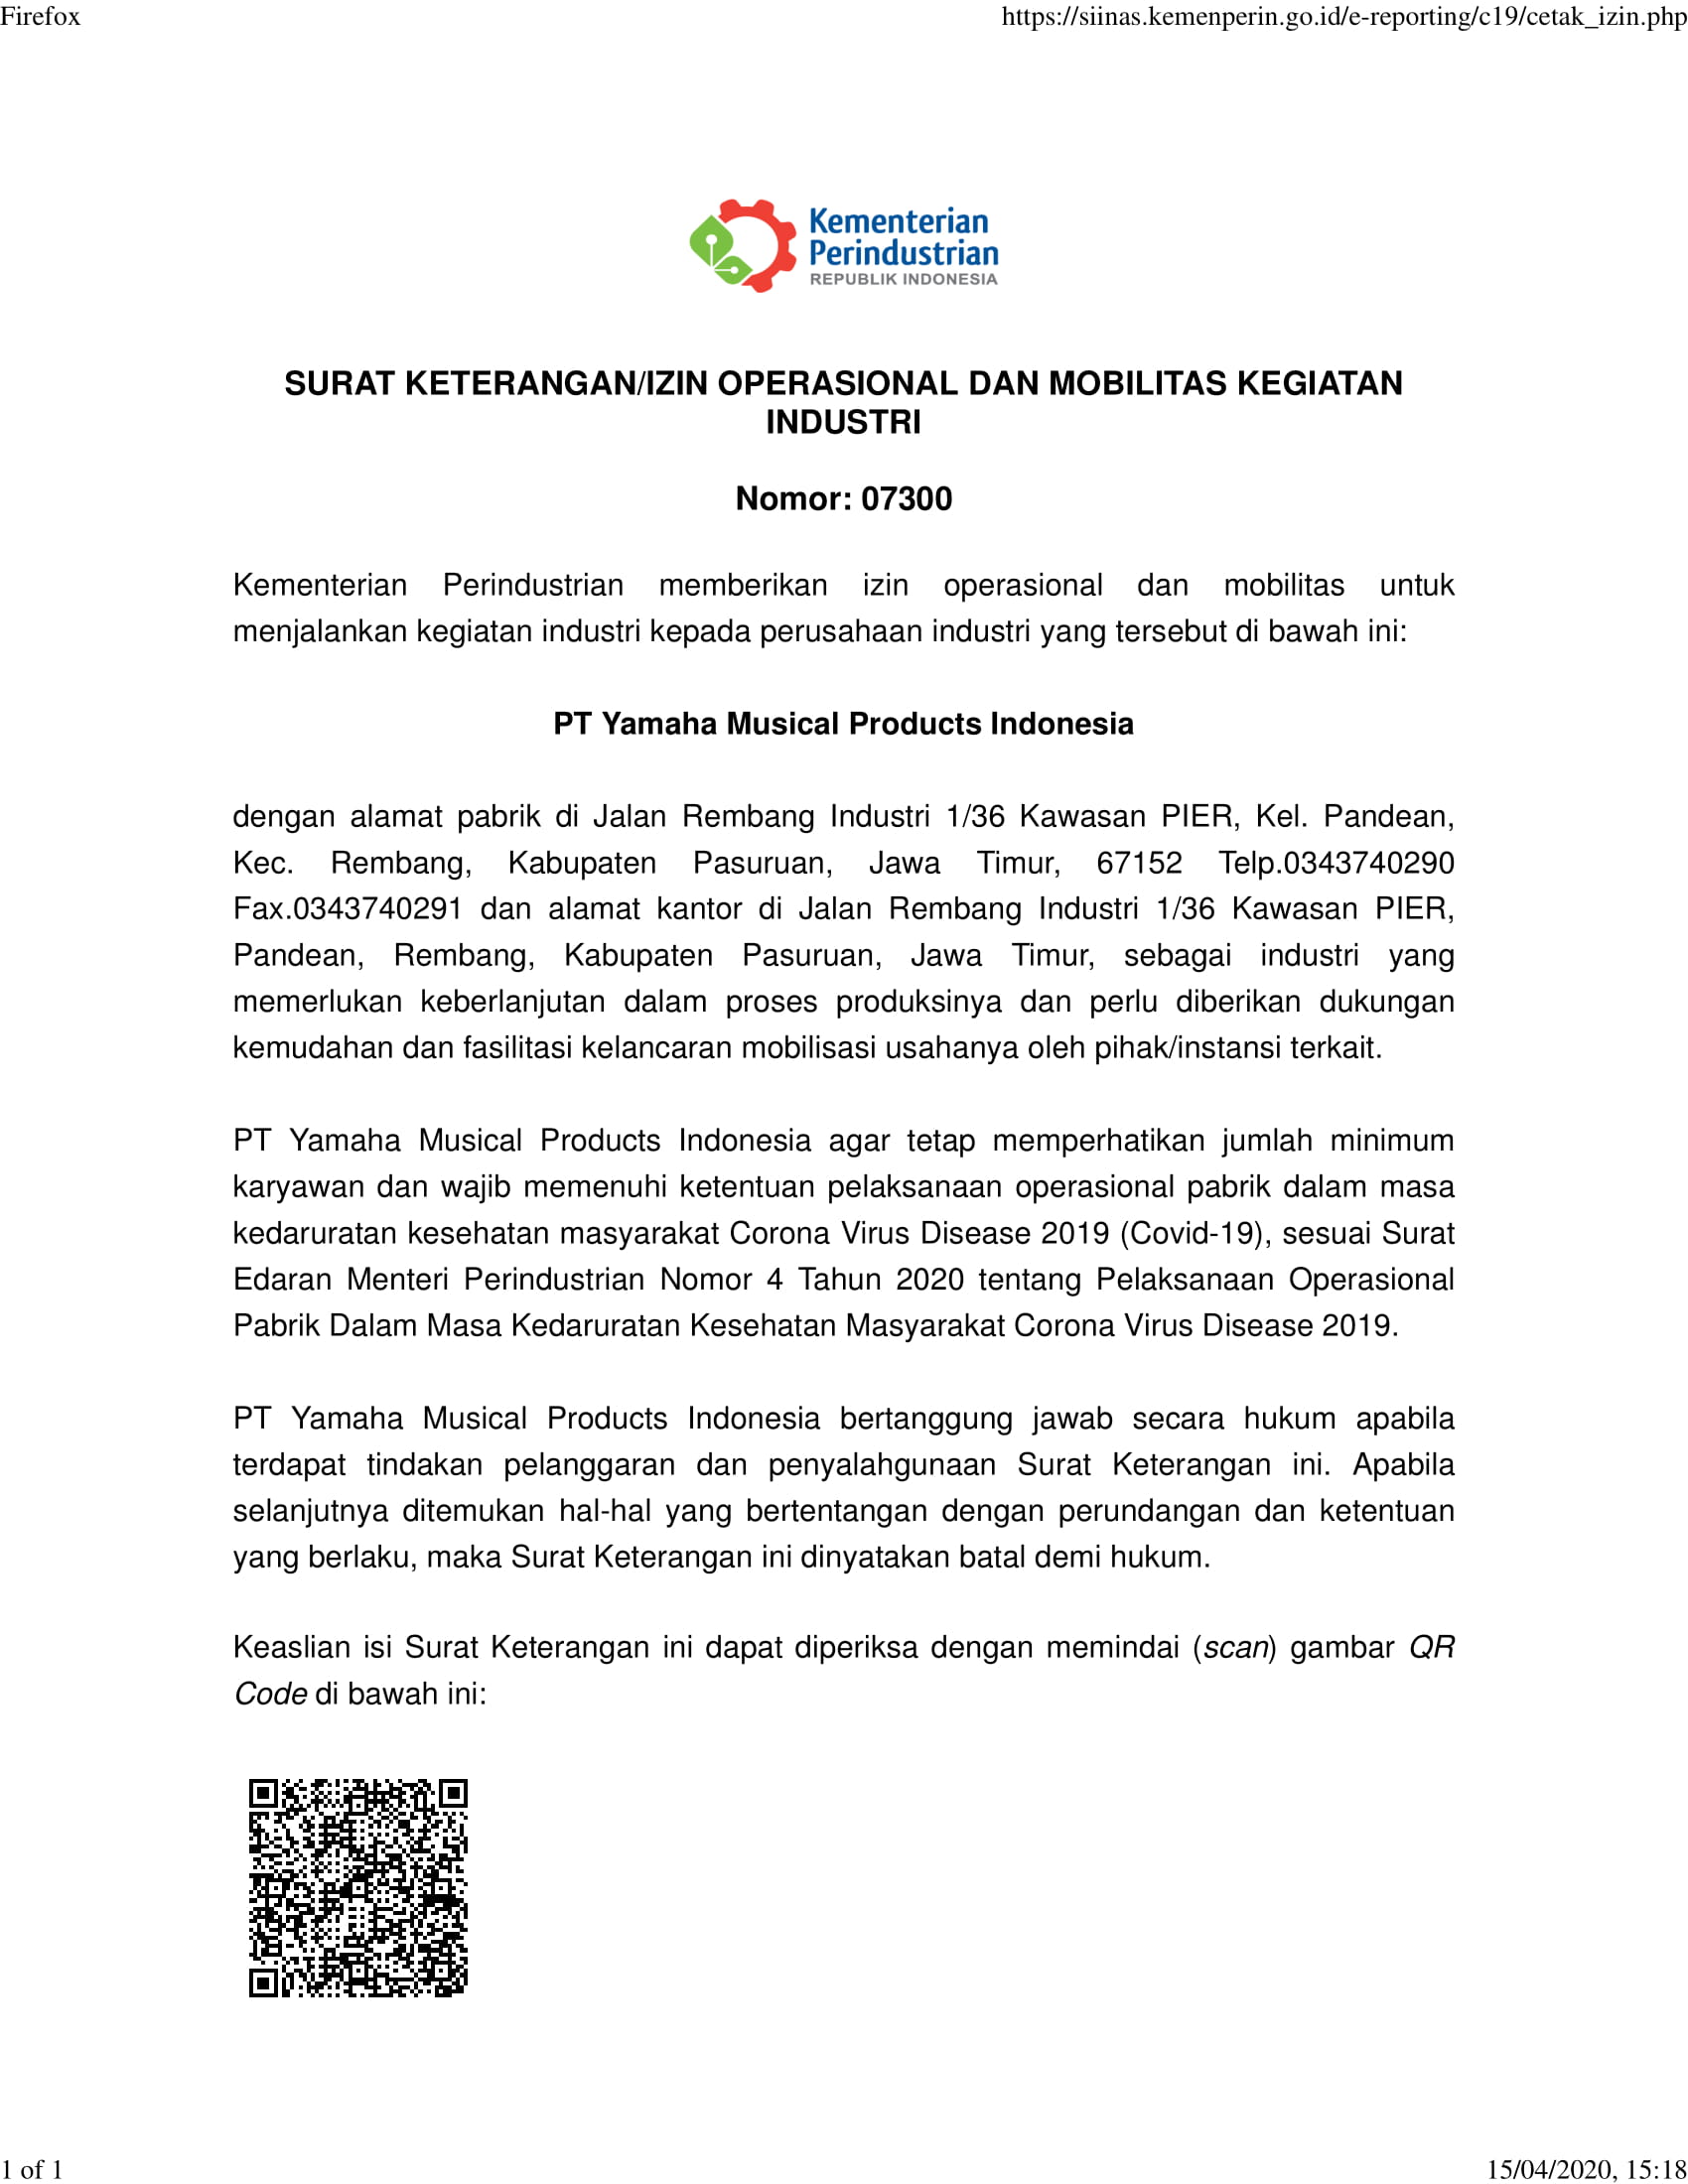 Firefox
https://siinas.kemenperin.go.id/e-reporting/c19/cetak_izin.php
Kementerian
Perindustrian
REPUBLIK INDONESIA
SURAT KETERANGAN/IZIN OPERASIONAL DAN MOBILITAS KEGIATAN
INDUSTRI
Nomor: 07300
Kementerian Perindustrian memberikan izin operasional dan mobilitas untuk
menjalankan kegiatan industri kepada perusahaan industri yang tersebut di bawah ini:
PT Yamaha Musical Products Indonesia
dengan alamat pabrik di Jalan Rembang Industri 1/36 Kawasan PIER, Kel. Pandean,
Kec. Rembang, Kabupaten Pasuruan, Jawa Timur, 67152 Telp.0343740290
Fax.0343740291 dan alamat kantor di Jalan Rembang Industri 1/36 Kawasan PIER,
Pandean, Rembang, Kabupaten Pasuruan, Jawa Timur, sebagai industri yang
memerlukan keberlanjutan dalam proses produksinya dan perlu diberikan dukungan
kemudahan dan fasilitasi kelancaran mobilisasi usahanya oleh pihak/instansi terkait.
PT Yamaha Musical Products Indonesia agar tetap memperhatikan jumlah minimum
karyawan dan wajib memenuhi ketentuan pelaksanaan operasional pabrik dalam masa
kedaruratan kesehatan masyarakat Corona Virus Disease 2019 (Covid-19), sesuai Surat
Edaran Menteri Perindustrian Nomor 4 Tahun 2020 tentang Pelaksanaan Operasional
Pabrik Dalam Masa Kedaruratan Kesehatan Masyarakat Corona Virus Disease 2019.
PT Yamaha Musical Products Indonesia bertanggung jawab secara hukum apabila
terdapat tindakan pelanggaran dan penyalahgunaan Surat Keterangan ini. Apabila
selanjutnya ditemukan hal-hal yang bertentangan dengan perundangan dan ketentuan
yang berlaku, maka Surat Keterangan ini dinyatakan batal demi hukum.
Keaslian isi Surat Keterangan ini dapat diperiksa dengan memindai (scan) gambar QR
Code di bawah ini:
1 of 1
15/04/2020, 15:18